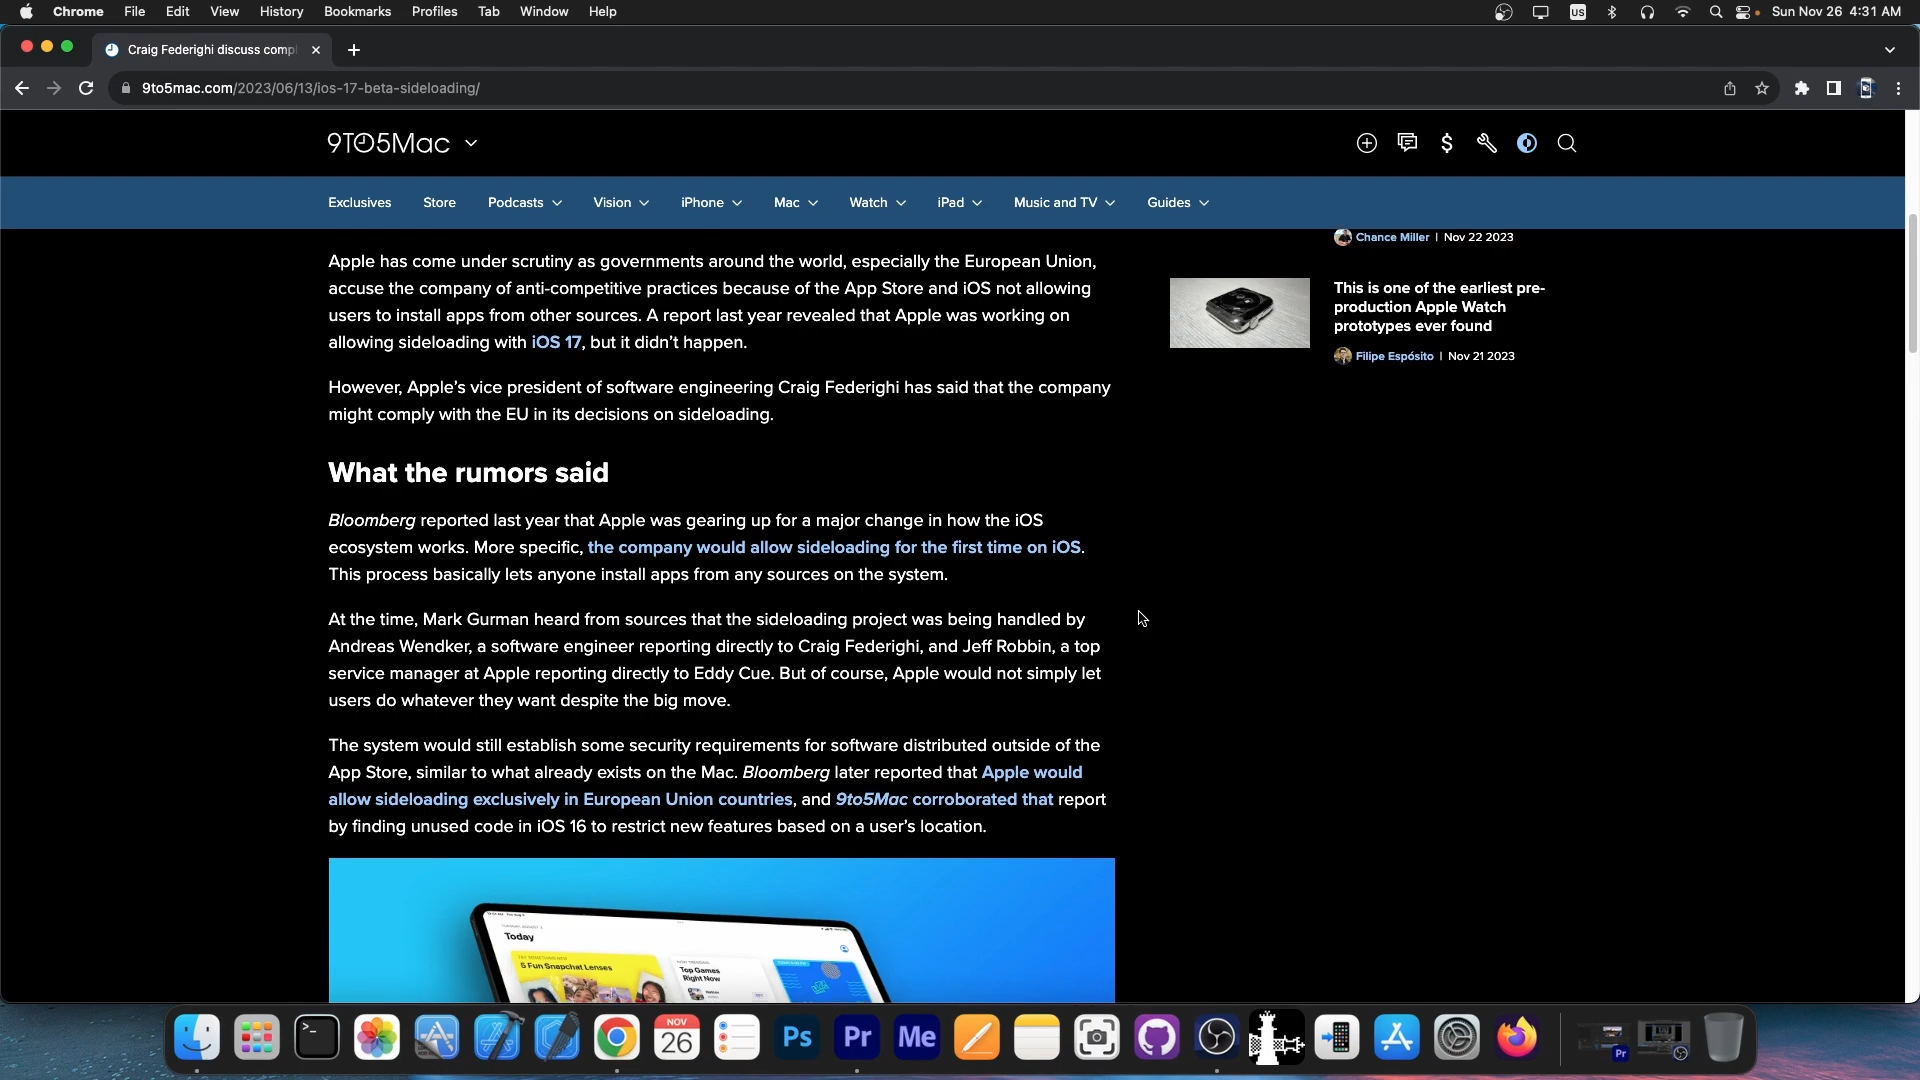 Chrome File Edit View History Bookmarks Profiles Tab Window Help
US
Sun Nov 26 4:31 AM
Craig Federighi discuss compl
9to5mac.com/2023/06/13/ios-17-beta-sideloading/
9TO5Mac
Exclusives Store Podcasts Vision iPhone Mac Watch iPad Music and TV Guides
Apple has come under scrutiny as governments around the world, especially the European Union,
accuse the company of anti-competitive practices because of the App Store and iOS not allowing
users to install apps from other sources. A report last year revealed that Apple was working on
allowing sideloading with iOS 17, but it didn’t happen.
However, Apple’s vice president of software engineering Craig Federighi has said that the company
might comply with the EU in its decisions on sideloading.
What the rumors said
Bloomberg reported last year that Apple was gearing up for a major change in how the iOS
ecosystem works. More specific, the company would allow sideloading for the first time on iOS.
This process basically lets anyone install apps from any sources on the system.
At the time, Mark Gurman heard from sources that the sideloading project was being handled by
Andreas Wendker, a software engineer reporting directly to Craig Federighi, and Jeff Robbin, a top
service manager at Apple reporting directly to Eddy Cue. But of course, Apple would not simply let
users do whatever they want despite the big move.
The system would still establish some security requirements for software distributed outside of the
App Store, similar to what already exists on the Mac. Bloomberg later reported that Apple would
allow sideloading exclusively in European Union countries, and 9to5Mac corroborated that report
by finding unused code in iOS 16 to restrict new features based on a user’s location.
Chance Miller | Nov 22 2023
This is one of the earliest pre-
production Apple Watch
prototypes ever found
Filipe Espósito | Nov 21 2023
Today
5 Fun Snapchat Lenses
Top Games
Right Now
NOV
26
Ps
Pr
Me
Pr